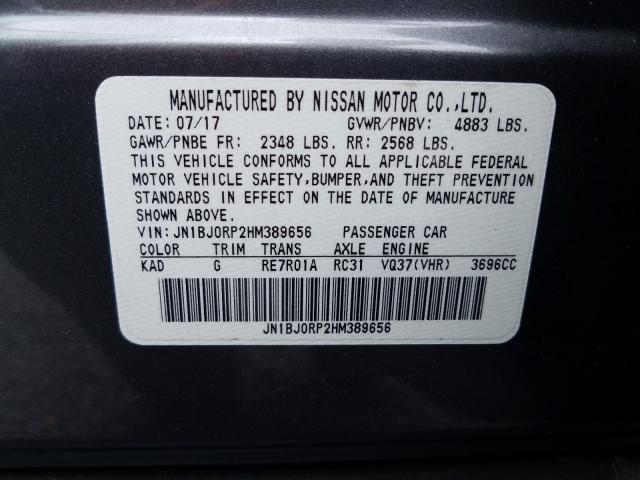 MANUFACTURED BY NISSAN MOTOR CO.,LTD.
DATE: 07/17 GVWR/PNBV: 4883 LBS.
GAWR/PNBE FR: 2348 LBS. RR: 2568 LBS.
THIS VEHICLE CONFORMS TO ALL APPLICABLE FEDERAL
MOTOR VEHICLE SAFETY,BUMPER,AND THEFT PREVENTION
STANDARDS IN EFFECT ON THE DATE OF MANUFACTURE
SHOWN ABOVE.
VIN:JN1BJ0RP2HM389656 PASSENGER CAR
COLOR TRIM TRANS AXLE ENGINE
KAD G RE7R01A RC31 VQ37(VHR) 3696CC
JN1BJ0RP2HM389656